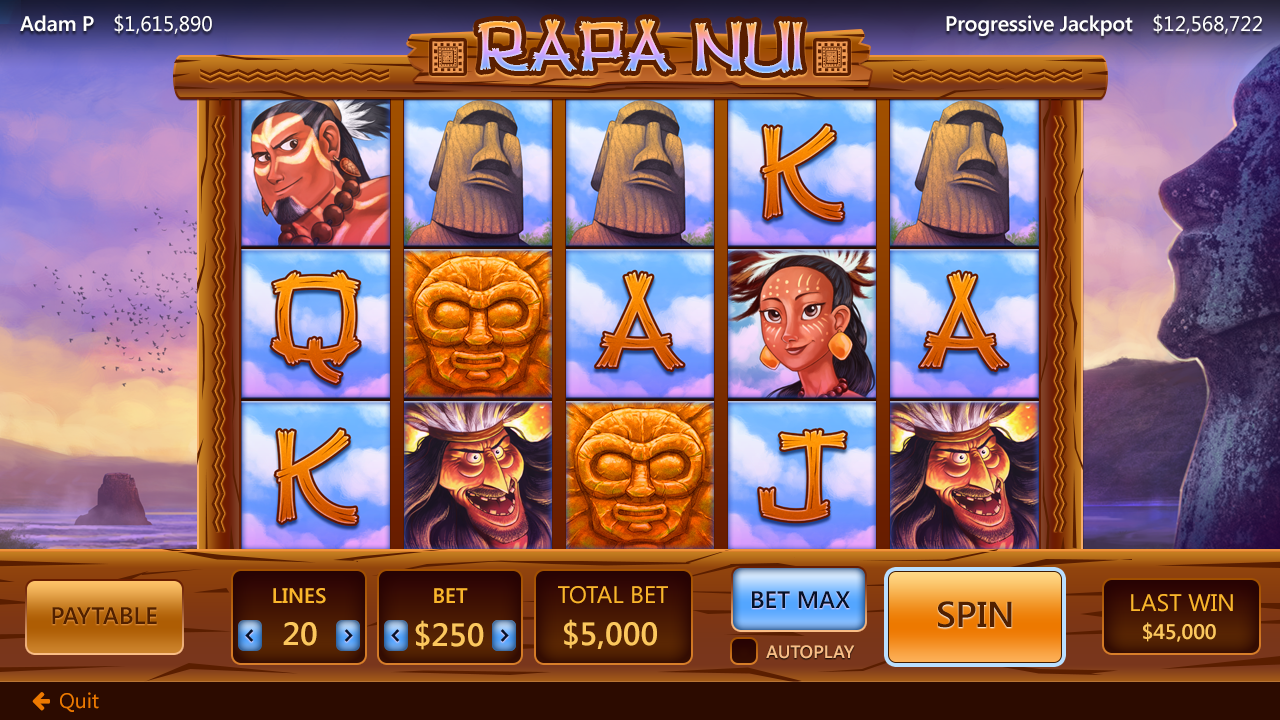 Adam P $1,615,890
RAPA NUI
Progressive Jackpot $12,568,722
K
Q A A
K J
PAYTABLE
LINES
20
BET
$250
TOTAL BET
$5,000
BET MAX
AUTOPLAY
SPIN
LAST WIN
$45,000
Quit